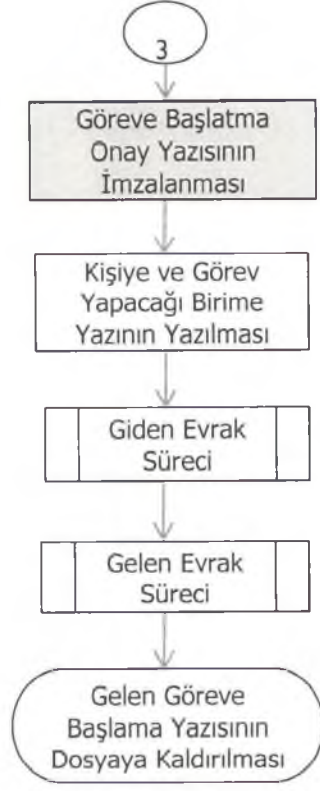 3
Göreve Başlatma
Onay Yazısının
İmzalanması
Kişiye ve Görev
Yapacağı Birime
Yazının Yazılması
Giden Evrak
Süreci
Gelen Evrak
Süreci
Gelen Göreve
Başlama Yazısının
Dosyaya Kaldırılması